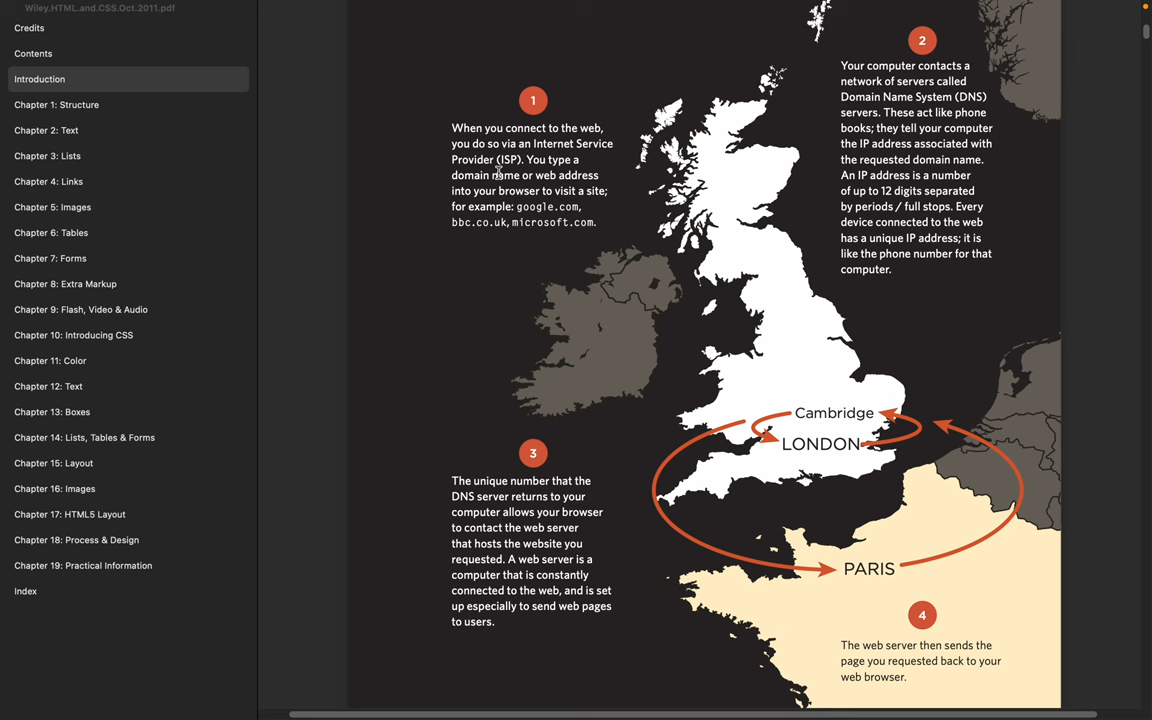 Wiley.HTML.and.CSS.Oct.2011.pdf
Credits
Contents
Introduction
Chapter 1: Structure
Chapter 2: Text
Chapter 3: Lists
Chapter 4: Links
Chapter 5: Images
Chapter 6: Tables
Chapter 7: Forms
Chapter 8: Extra Markup
Chapter 9: Flash, Video & Audio
Chapter 10: Introducing CSS
Chapter 11: Color
Chapter 12: Text
Chapter 13: Boxes
Chapter 14: Lists, Tables & Forms
Chapter 15: Layout
Chapter 16: Images
Chapter 17: HTML5 Layout
Chapter 18: Process & Design
Chapter 19: Practical Information
Index
1
When you connect to the web,
you do so via an Internet Service
Provider (ISP). You type a
domain name or web address
into your browser to visit a site;
for example: google.com,
bbc.co.uk, microsoft.com.
2
Your computer contacts a
network of servers called
Domain Name System (DNS)
servers. These act like phone
books; they tell your computer
the IP address associated with
the requested domain name.
An IP address is a number
of up to 12 digits separated
by periods / full stops. Every
device connected to the web
has a unique IP address; it is
like the phone number for that
computer.
Cambridge
LONDON
PARIS
3
The unique number that the
DNS server returns to your
computer allows your browser
to contact the web server
that hosts the website you
requested. A web server is a
computer that is constantly
connected to the web, and is set
up especially to send web pages
to users.
4
The web server then sends the
page you requested back to your
web browser.